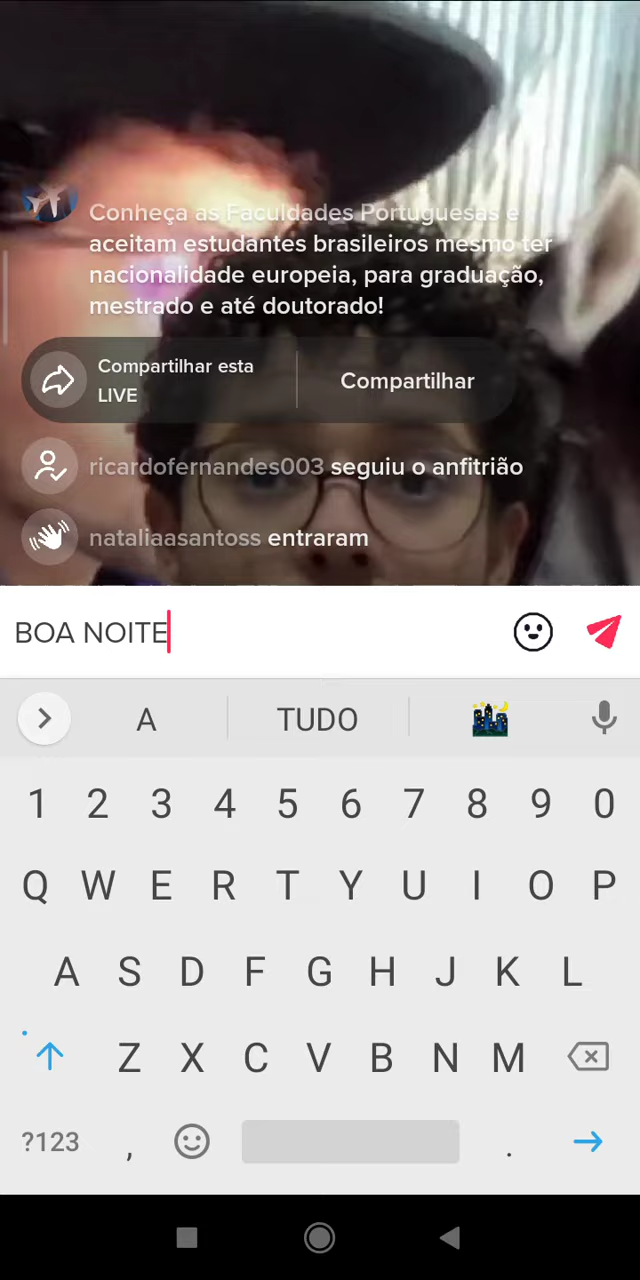 Conheça as Faculdades Portuguesas e
aceitam estudantes brasileiros mesmo ter
nacionalidade europeia, para graduação,
mestrado e até doutorado!
Compartilhar esta
LIVE
Compartilhar
ricardofernandes003 seguiu o anfitrião
nataliaasantoss entraram
BOA NOITE
A TUDO
1 2 3 4 5 6 7 8 9 0
Q W E R T Y U I O P
A S D F G H J K L
Z X C V B N M
?123 , .